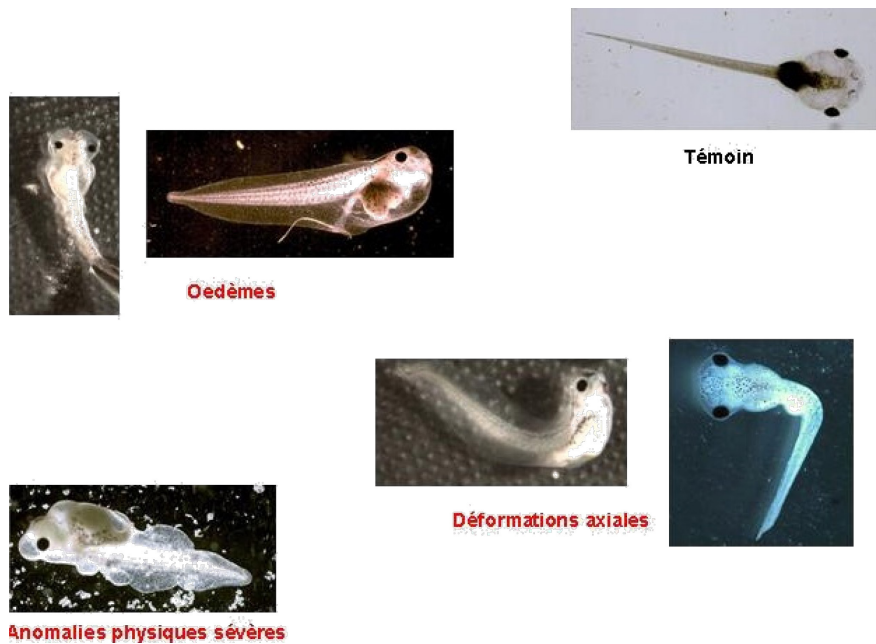 Témoin
Oedèmes
Déformations axiales
Anomalies physiques sévères